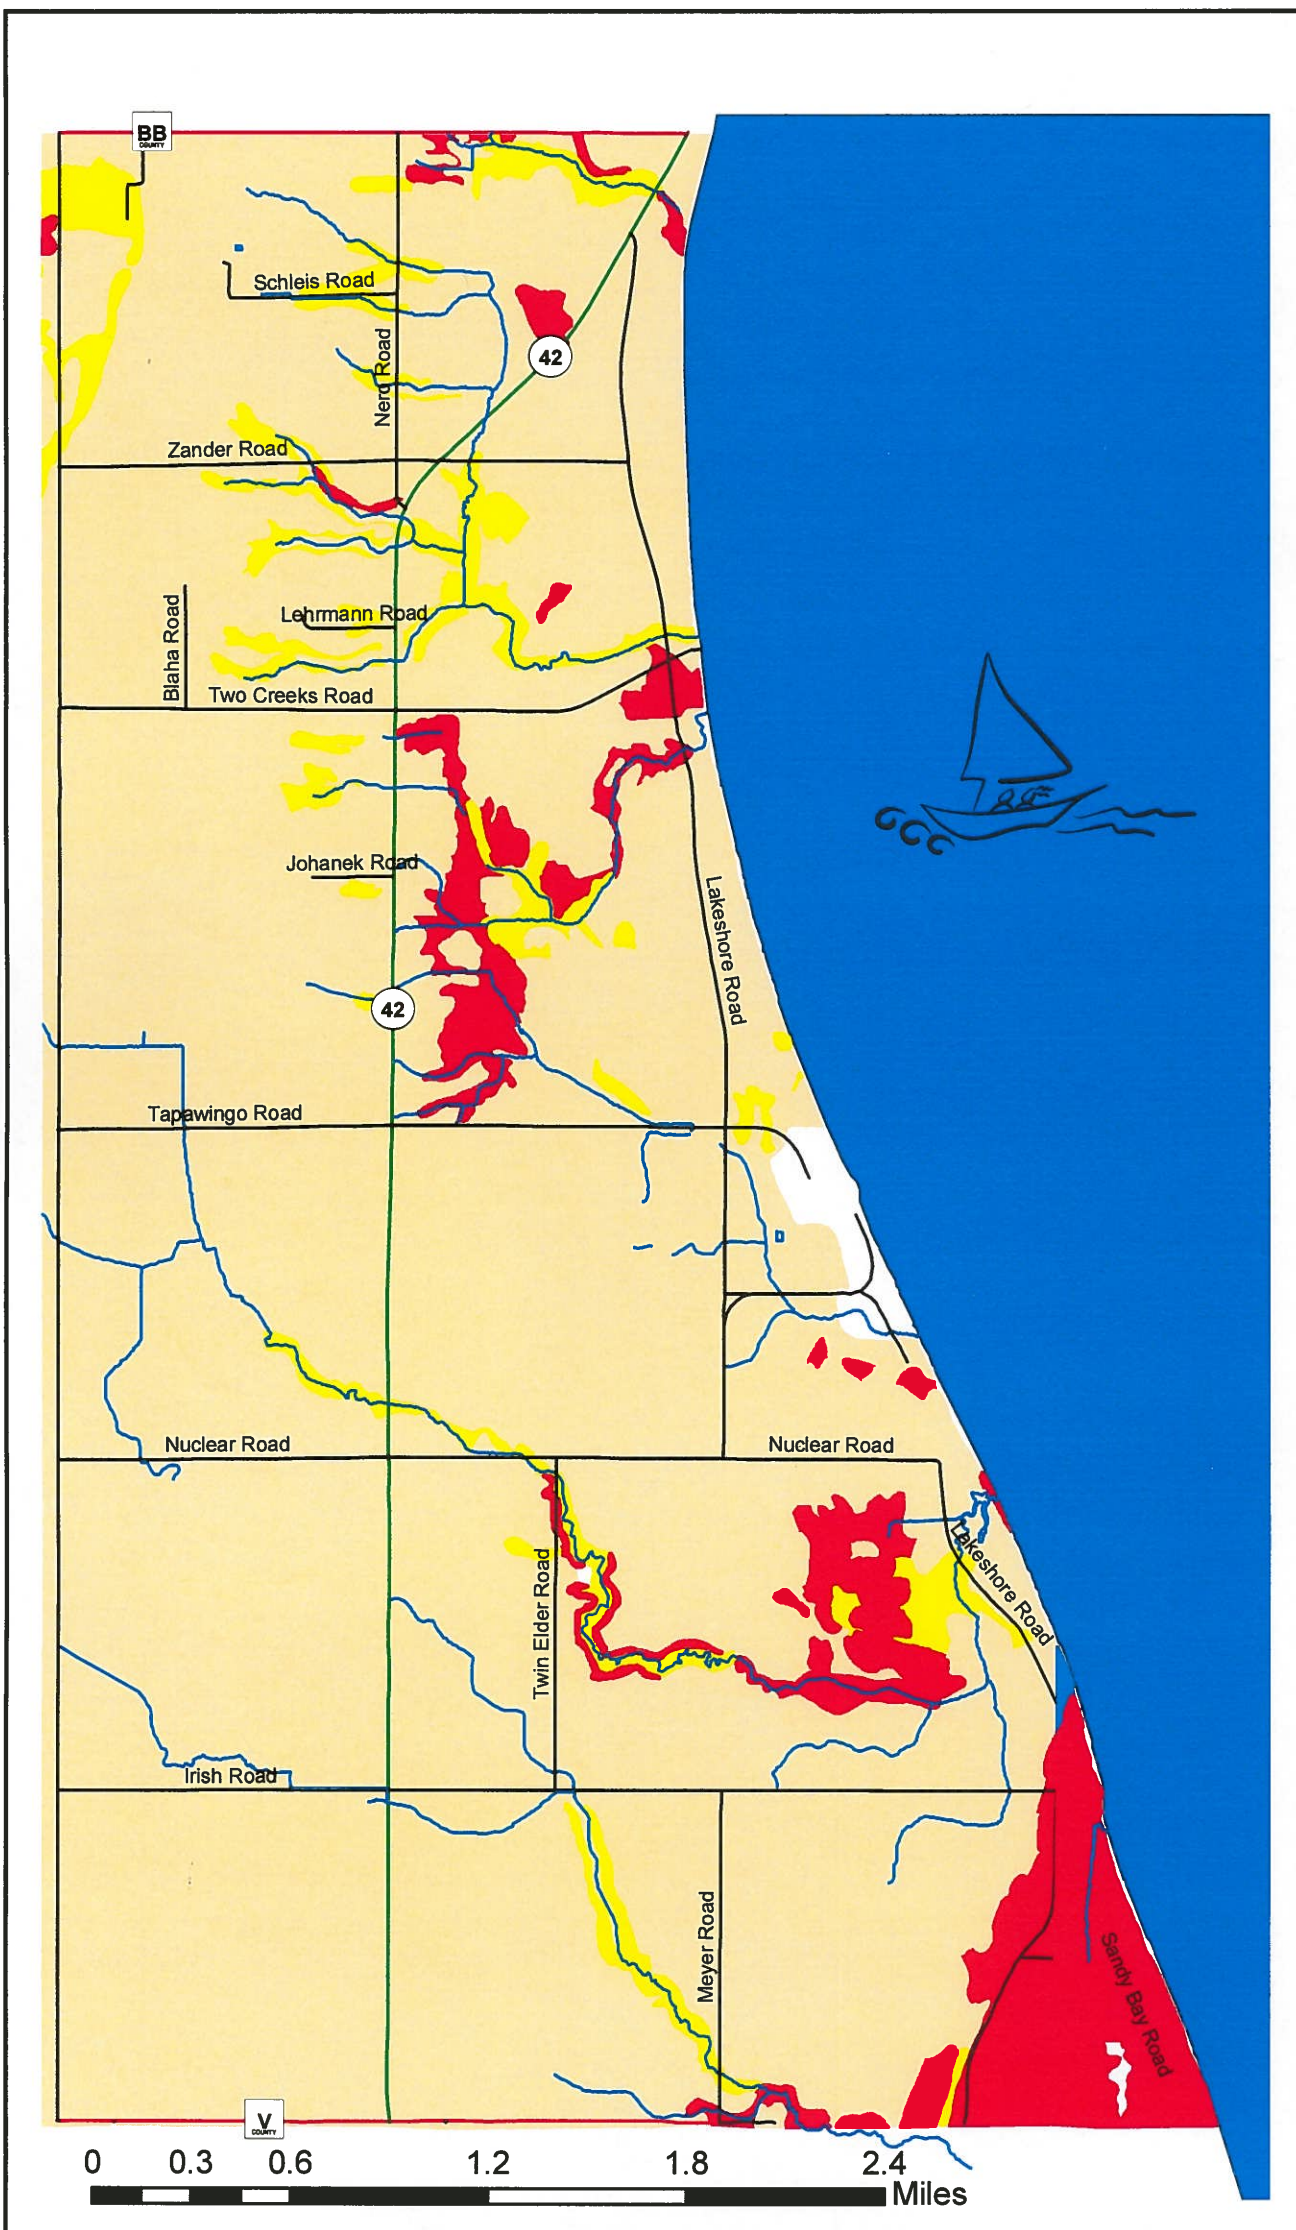 BB
COUNTY
Schleis Road
Nero Road
42
Zander Road
Lehrmann Road
Blaha Road
Two Creeks Road
Johanek Road
Lakeshore Road
42
Tapawingo Road
Nuclear Road
Nuclear Road
Lakeshore Road
Twin Elder Road
Irish Road
Meyer Road
Sandy Bay Road
V
COUNTY
0 0.3 0.6 1.2 1.8 2.4
Miles